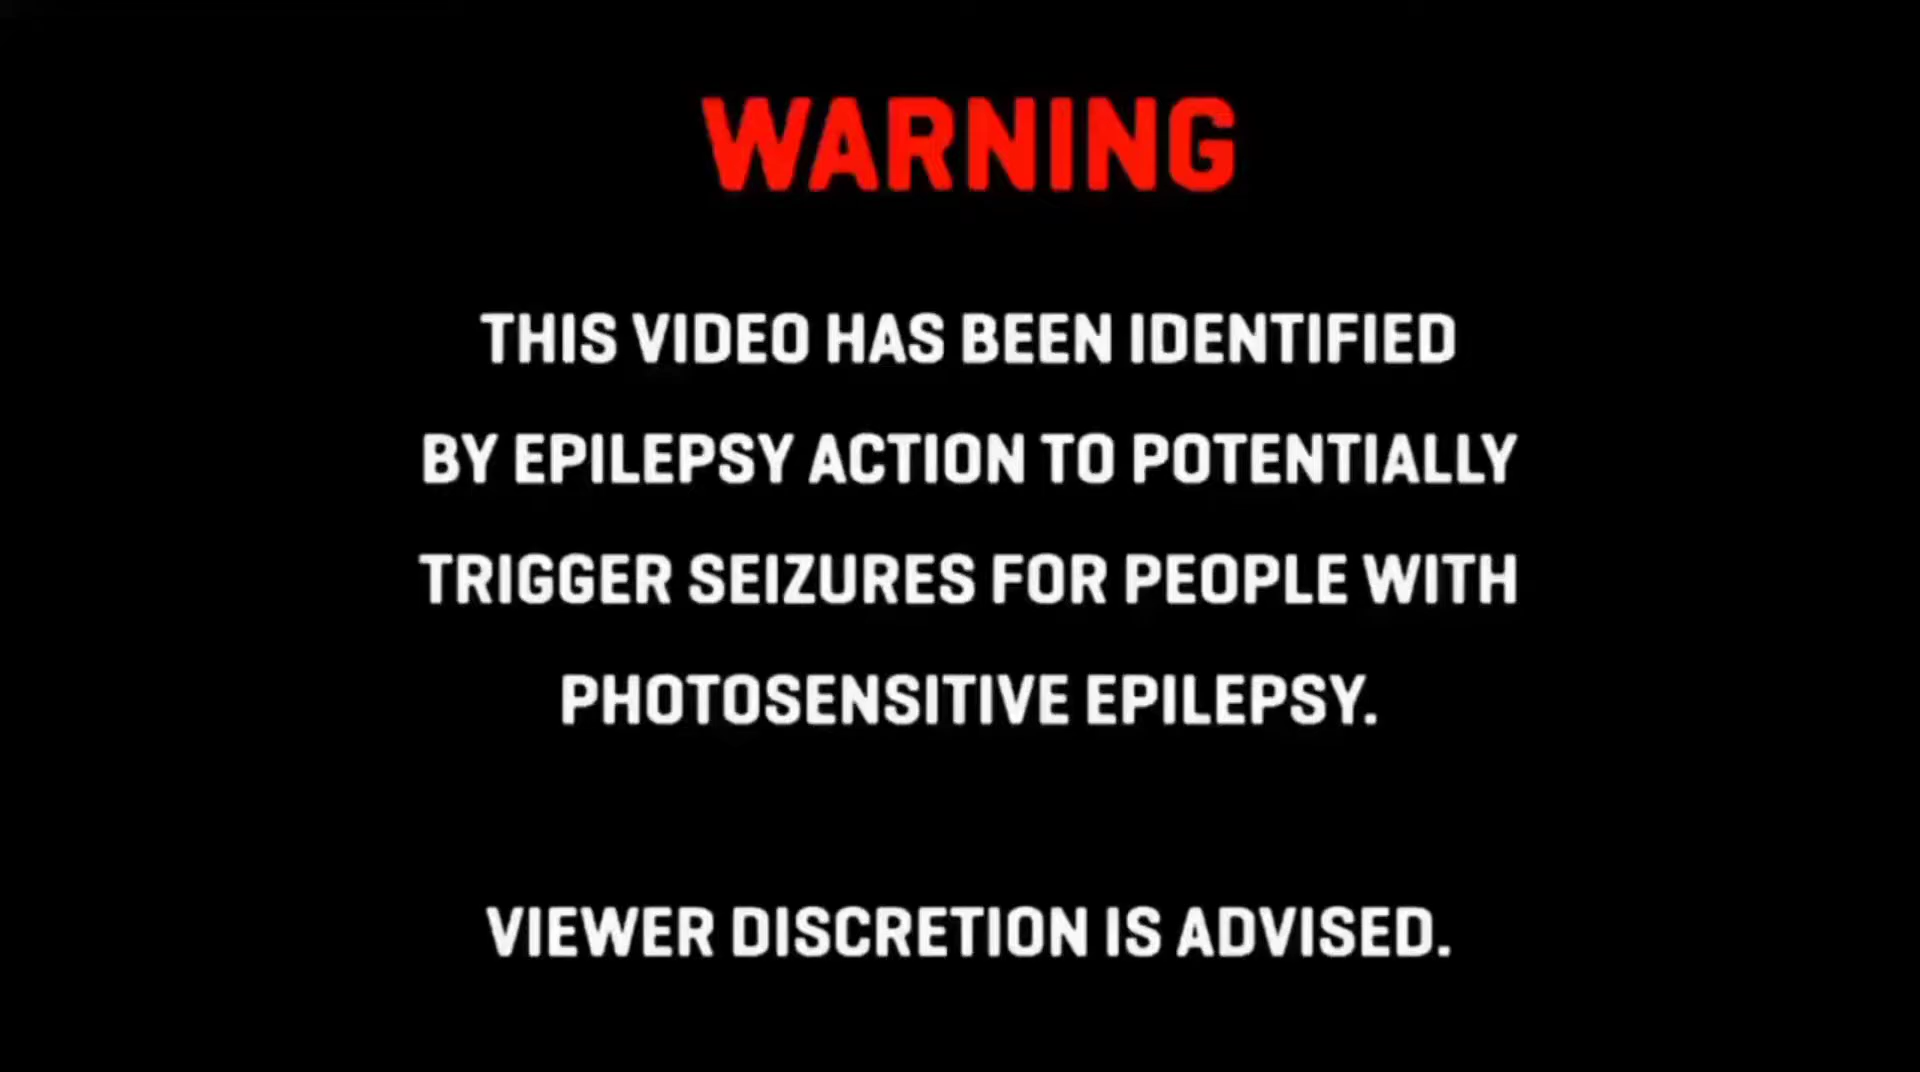 WARNING
THIS VIDEO HAS BEEN IDENTIFIED
BY EPILEPSY ACTION TO POTENTIALLY
TRIGGER SEIZURES FOR PEOPLE WITH
PHOTOSENSITIVE EPILEPSY.
VIEWER DISCRETION IS ADVISED.